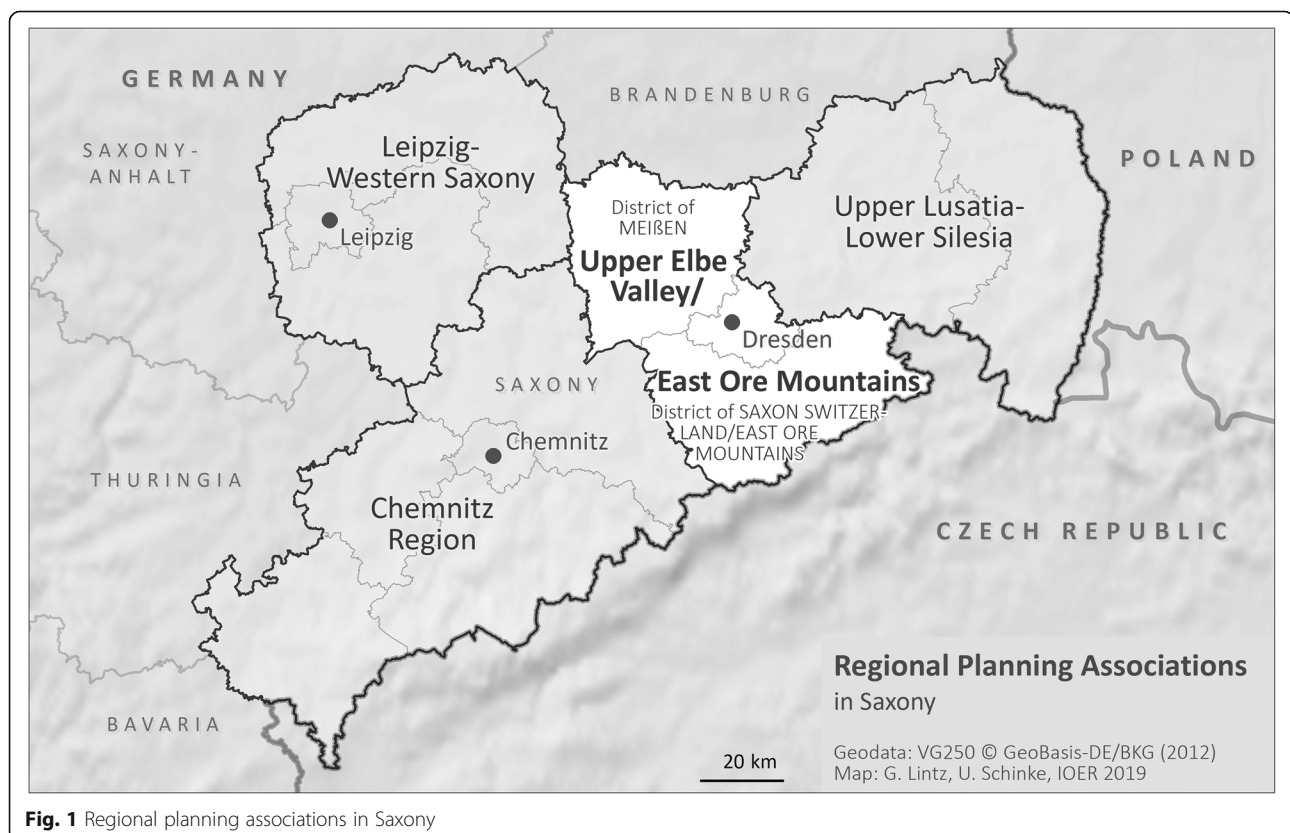 GERMANY
BRANDENBURG
SAXONY-
ANHALT
Leipzig-
Western Saxony
POLAND
District of
MEIßEN
Upper Lusatia-
Lower Silesia
Leipzig
Upper Elbe
Valley/
Dresden
SAXONY
East Ore Mountains
District of SAXON SWITZER-
LAND/EAST ORE
MOUNTAINS
Chemnitz
THURINGIA
Chemnitz
Region
CZECH REPUBLIC
BAVARIA
Regional Planning Associations
in Saxony
20 km
Geodata: VG250 © GeoBasis-DE/BKG (2012)
Map: G. Lintz, U. Schinke, IOER 2019
Fig. 1 Regional planning associations in Saxony